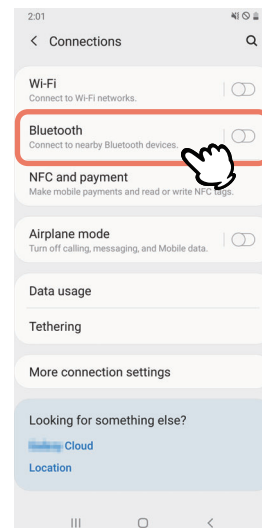 2:01
Connections
Wi-Fi
Connect to Wi-Fi networks.
Bluetooth
Connect to nearby Bluetooth devices.
NFC and payment
Make mobile payments and read or write NFC tags.
Airplane mode
Turn off calling, messaging, and Mobile data.
Data usage
Tethering
More connection settings
Looking for something else?
Cloud
Location